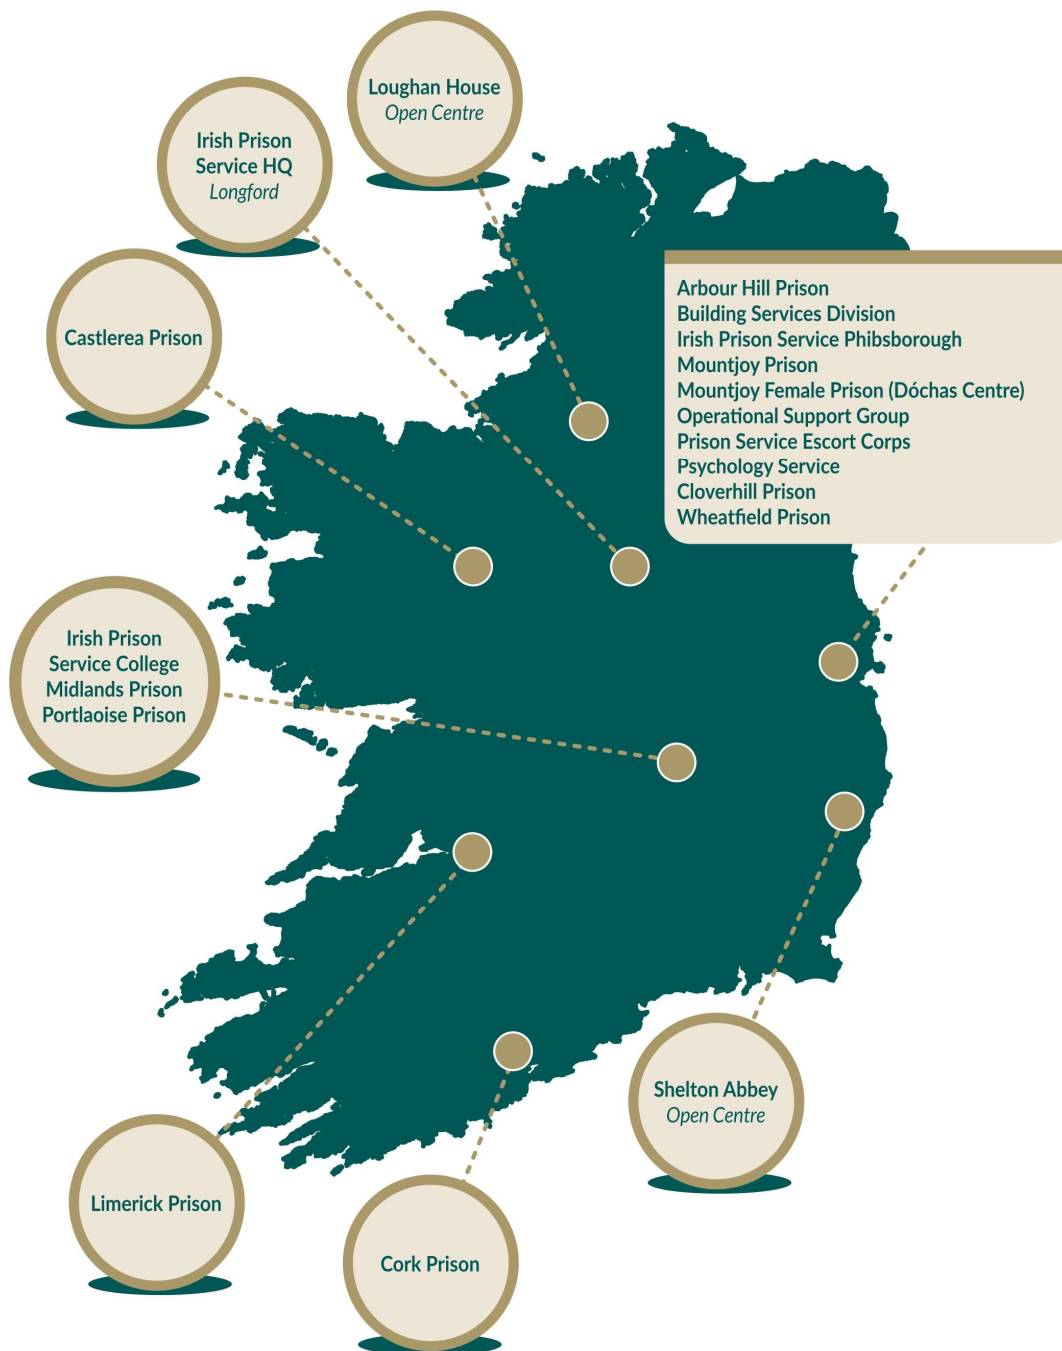 Loughan House
Open Centre
Irish Prison
Service HQ
Longford
Castlerea Prison
Arbour Hill Prison
Building Services Division
Irish Prison Service Phibsborough
Mountjoy Prison
Mountjoy Female Prison (Dóchas Centre)
Operational Support Group
Prison Service Escort Corps
Psychology Service
Cloverhill Prison
Wheatfield Prison
Irish Prison
Service College
Midlands Prison
Portlaoise Prison
Shelton Abbey
Open Centre
Limerick Prison
Cork Prison